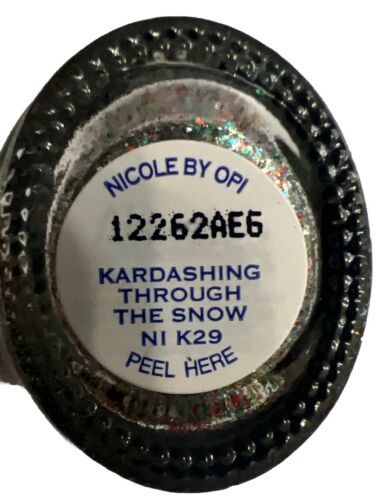 NICOLE BY OPI
12262AE6
KARDASHING
THROUGH
THE SNOW
NI K29
PEEL HERE